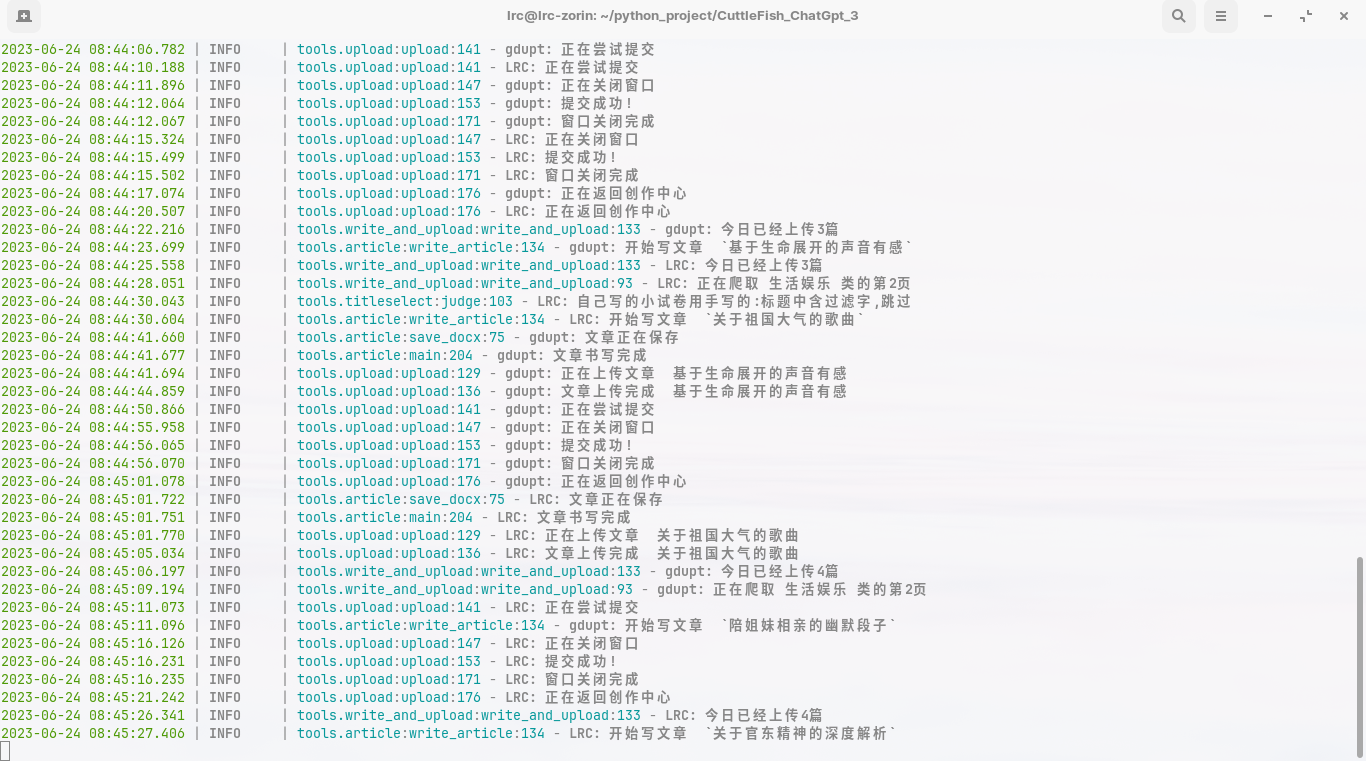 lrc@lrc-zorin: ~/python_project/CuttleFish_ChatGpt_3
2023-06-24 08:44:06.782 | INFO     | tools.upload:upload:141 - gdupt: 正在尝试提交
2023-06-24 08:44:10.188 | INFO     | tools.upload:upload:141 - LRC: 正在尝试提交
2023-06-24 08:44:11.896 | INFO     | tools.upload:upload:147 - gdupt: 正在关闭窗口
2023-06-24 08:44:12.064 | INFO     | tools.upload:upload:153 - gdupt: 提交成功!
2023-06-24 08:44:12.067 | INFO     | tools.upload:upload:171 - gdupt: 窗口关闭完成
2023-06-24 08:44:15.324 | INFO     | tools.upload:upload:147 - LRC: 正在关闭窗口
2023-06-24 08:44:15.499 | INFO     | tools.upload:upload:153 - LRC: 提交成功!
2023-06-24 08:44:15.502 | INFO     | tools.upload:upload:171 - LRC: 窗口关闭完成
2023-06-24 08:44:17.074 | INFO     | tools.upload:upload:176 - gdupt: 正在返回创作中心
2023-06-24 08:44:20.507 | INFO     | tools.upload:upload:176 - LRC: 正在返回创作中心
2023-06-24 08:44:22.216 | INFO     | tools.write_and_upload:write_and_upload:133 - gdupt: 今日已经上传3篇
2023-06-24 08:44:23.699 | INFO     | tools.article:write_article:134 - gdupt: 开始写文章  `基于生命展开的声音有感`
2023-06-24 08:44:25.558 | INFO     | tools.write_and_upload:write_and_upload:133 - LRC: 今日已经上传3篇
2023-06-24 08:44:28.051 | INFO     | tools.write_and_upload:write_and_upload:93 - LRC: 正在爬取 生活娱乐 类的第2页
2023-06-24 08:44:30.043 | INFO     | tools.titleselect:judge:103 - LRC: 自己写的小试卷用手写的:标题中含过滤字,跳过
2023-06-24 08:44:30.604 | INFO     | tools.article:write_article:134 - LRC: 开始写文章  `关于祖国大气的歌曲`
2023-06-24 08:44:41.660 | INFO     | tools.article:save_docx:75 - gdupt: 文章正在保存
2023-06-24 08:44:41.677 | INFO     | tools.article:main:204 - gdupt: 文章书写完成
2023-06-24 08:44:41.694 | INFO     | tools.upload:upload:129 - gdupt: 正在上传文章  基于生命展开的声音有感
2023-06-24 08:44:44.859 | INFO     | tools.upload:upload:136 - gdupt: 文章上传完成  基于生命展开的声音有感
2023-06-24 08:44:50.866 | INFO     | tools.upload:upload:141 - gdupt: 正在尝试提交
2023-06-24 08:44:55.958 | INFO     | tools.upload:upload:147 - gdupt: 正在关闭窗口
2023-06-24 08:44:56.065 | INFO     | tools.upload:upload:153 - gdupt: 提交成功!
2023-06-24 08:44:56.070 | INFO     | tools.upload:upload:171 - gdupt: 窗口关闭完成
2023-06-24 08:45:01.078 | INFO     | tools.upload:upload:176 - gdupt: 正在返回创作中心
2023-06-24 08:45:01.722 | INFO     | tools.article:save_docx:75 - LRC: 文章正在保存
2023-06-24 08:45:01.751 | INFO     | tools.article:main:204 - LRC: 文章书写完成
2023-06-24 08:45:01.770 | INFO     | tools.upload:upload:129 - LRC: 正在上传文章  关于祖国大气的歌曲
2023-06-24 08:45:05.034 | INFO     | tools.upload:upload:136 - LRC: 文章上传完成  关于祖国大气的歌曲
2023-06-24 08:45:06.197 | INFO     | tools.write_and_upload:write_and_upload:133 - gdupt: 今日已经上传4篇
2023-06-24 08:45:09.194 | INFO     | tools.write_and_upload:write_and_upload:93 - gdupt: 正在爬取 生活娱乐 类的第2页
2023-06-24 08:45:11.073 | INFO     | tools.upload:upload:141 - LRC: 正在尝试提交
2023-06-24 08:45:11.096 | INFO     | tools.article:write_article:134 - gdupt: 开始写文章  `陪姐妹相亲的幽默段子`
2023-06-24 08:45:16.126 | INFO     | tools.upload:upload:147 - LRC: 正在关闭窗口
2023-06-24 08:45:16.231 | INFO     | tools.upload:upload:153 - LRC: 提交成功!
2023-06-24 08:45:16.235 | INFO     | tools.upload:upload:171 - LRC: 窗口关闭完成
2023-06-24 08:45:21.242 | INFO     | tools.upload:upload:176 - LRC: 正在返回创作中心
2023-06-24 08:45:26.341 | INFO     | tools.write_and_upload:write_and_upload:133 - LRC: 今日已经上传4篇
2023-06-24 08:45:27.406 | INFO     | tools.article:write_article:134 - LRC: 开始写文章  `关于官东精神的深度解析`